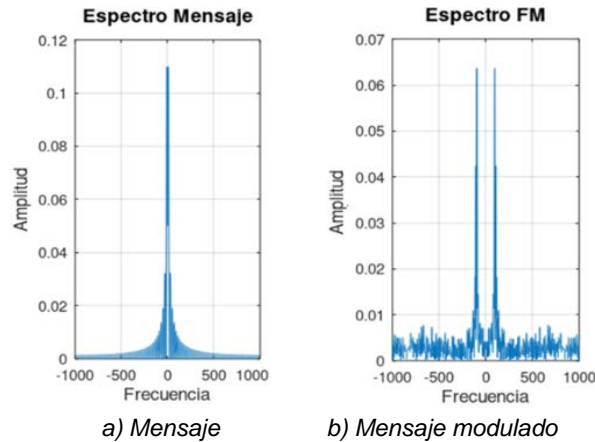 Espectro Mensaje
0.12
0.1
0.08
0.06
0.04
0.02
0
-1000 -500 0 500 1000
Amplitud
Frecuencia
a) Mensaje
Espectro FM
0.07
0.06
0.05
0.04
0.03
0.02
0.01
0
-1000 -500 0 500 1000
Amplitud
Frecuencia
b) Mensaje modulado